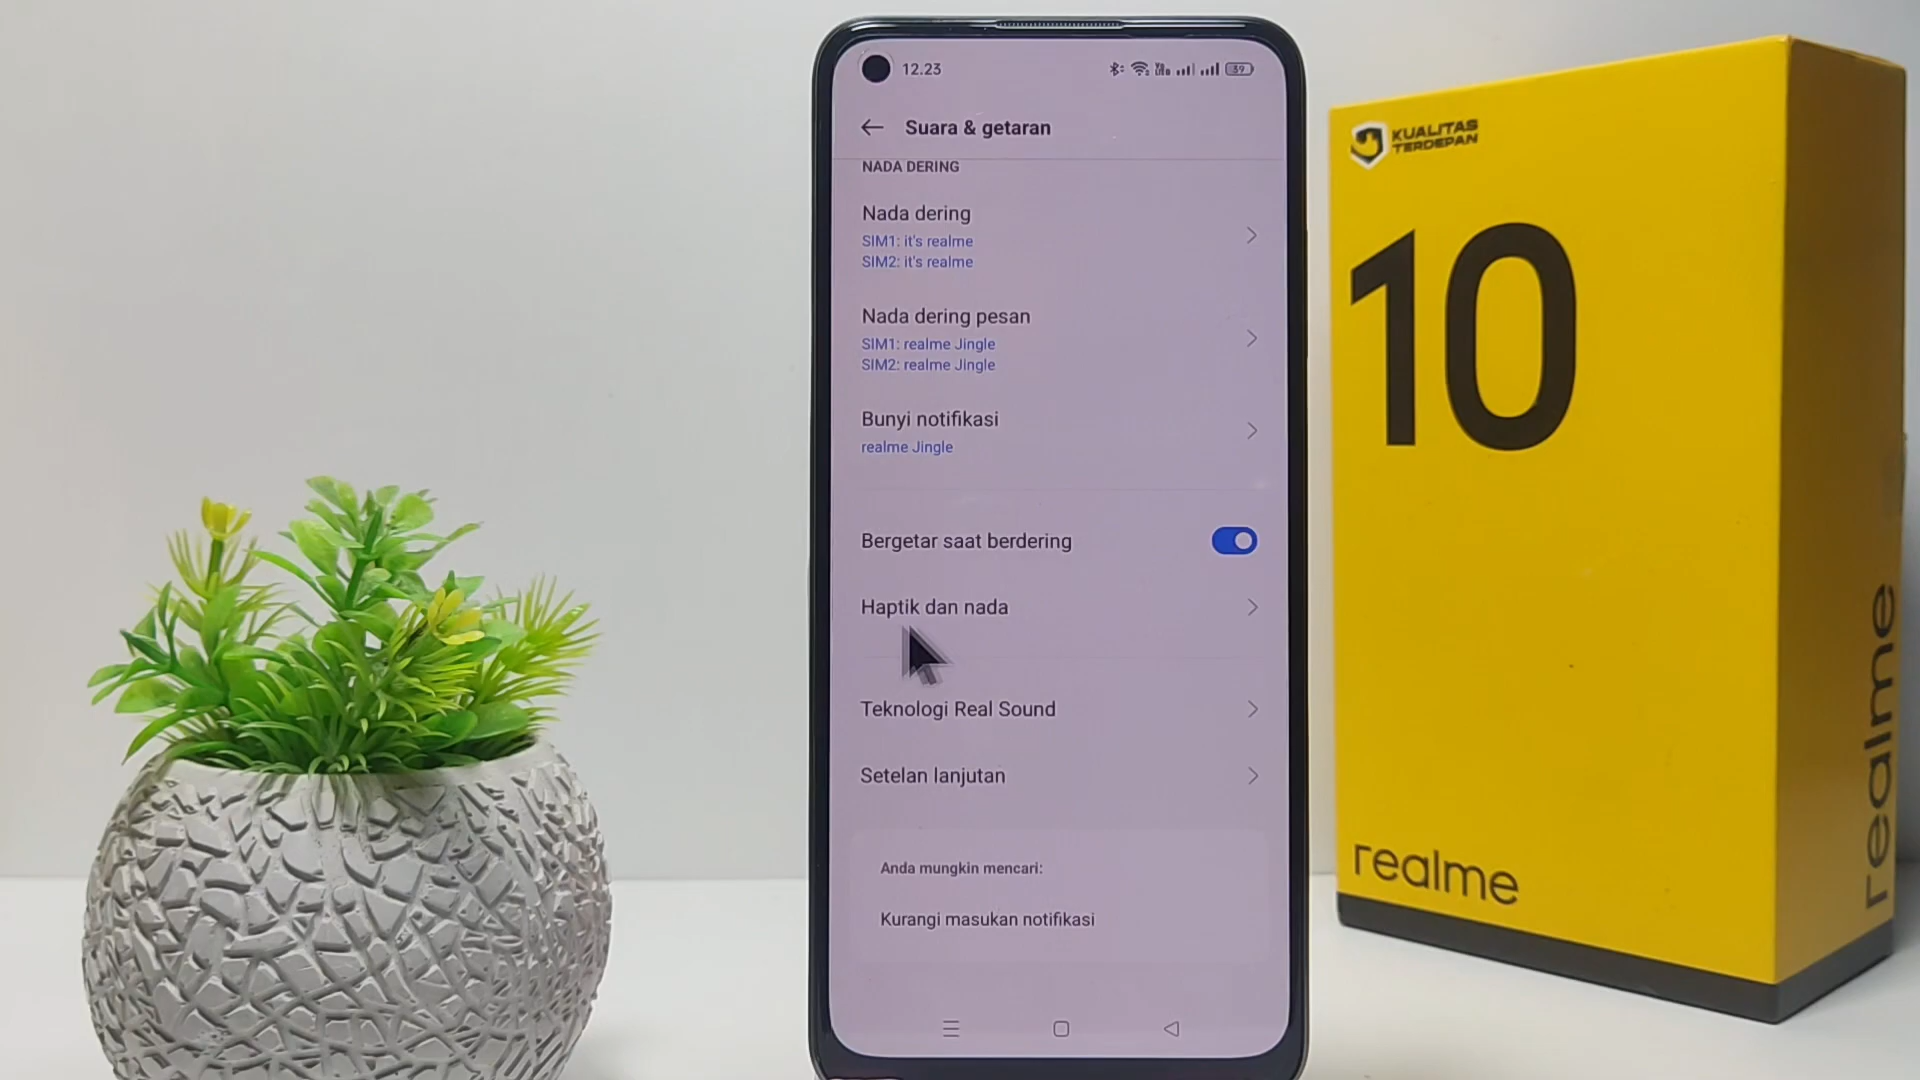 12.23
39
Suara & getaran
NADA DERING
Nada dering
SIM1: it's realme
SIM2: it's realme
Nada dering pesan
SIM1: realme Jingle
SIM2: realme Jingle
Bunyi notifikasi
realme Jingle
Bergetar saat berdering
Haptik dan nada
Teknologi Real Sound
Setelan lanjutan
Anda mungkin mencari:
Kurangi masukan notifikasi
KUALITAS
TERDEPAN
10
realme
realme